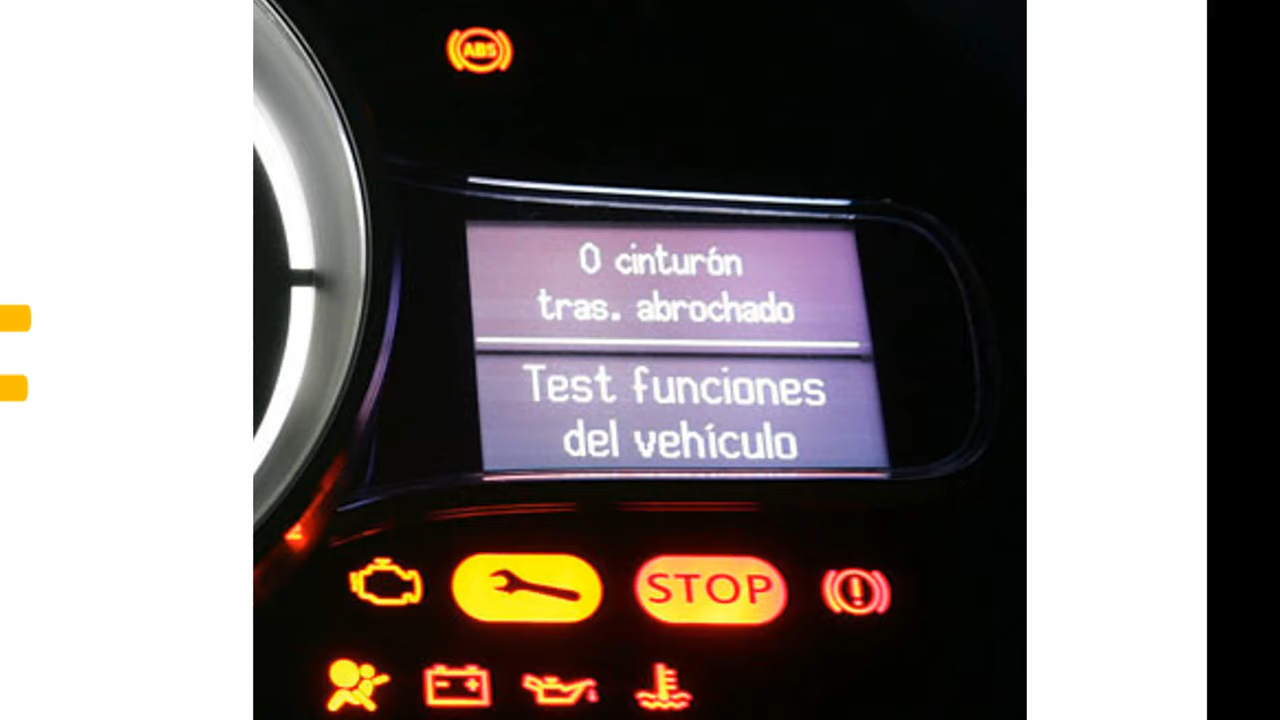 ABS
0 cinturón
tras. abrochado
Test funciones
del vehículo
STOP